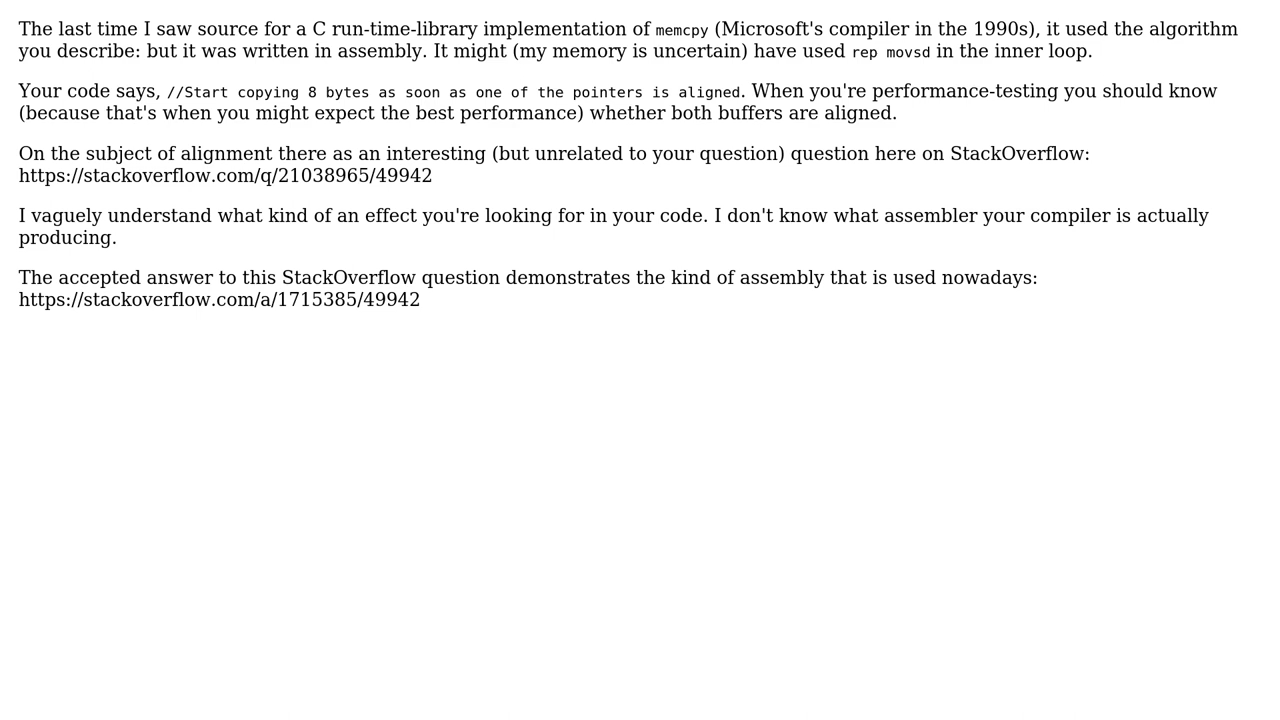 The last time I saw source for a C run-time-library implementation of memcpy (Microsoft's compiler in the 1990s), it used the algorithm
you describe: but it was written in assembly. It might (my memory is uncertain) have used rep movsd in the inner loop.
Your code says, //Start copying 8 bytes as soon as one of the pointers is aligned. When you're performance-testing you should know
(because that's when you might expect the best performance) whether both buffers are aligned.
On the subject of alignment there as an interesting (but unrelated to your question) question here on StackOverflow:
https://stackoverflow.com/q/21038965/49942
I vaguely understand what kind of an effect you're looking for in your code. I don't know what assembler your compiler is actually
producing.
The accepted answer to this StackOverflow question demonstrates the kind of assembly that is used nowadays:
https://stackoverflow.com/a/1715385/49942